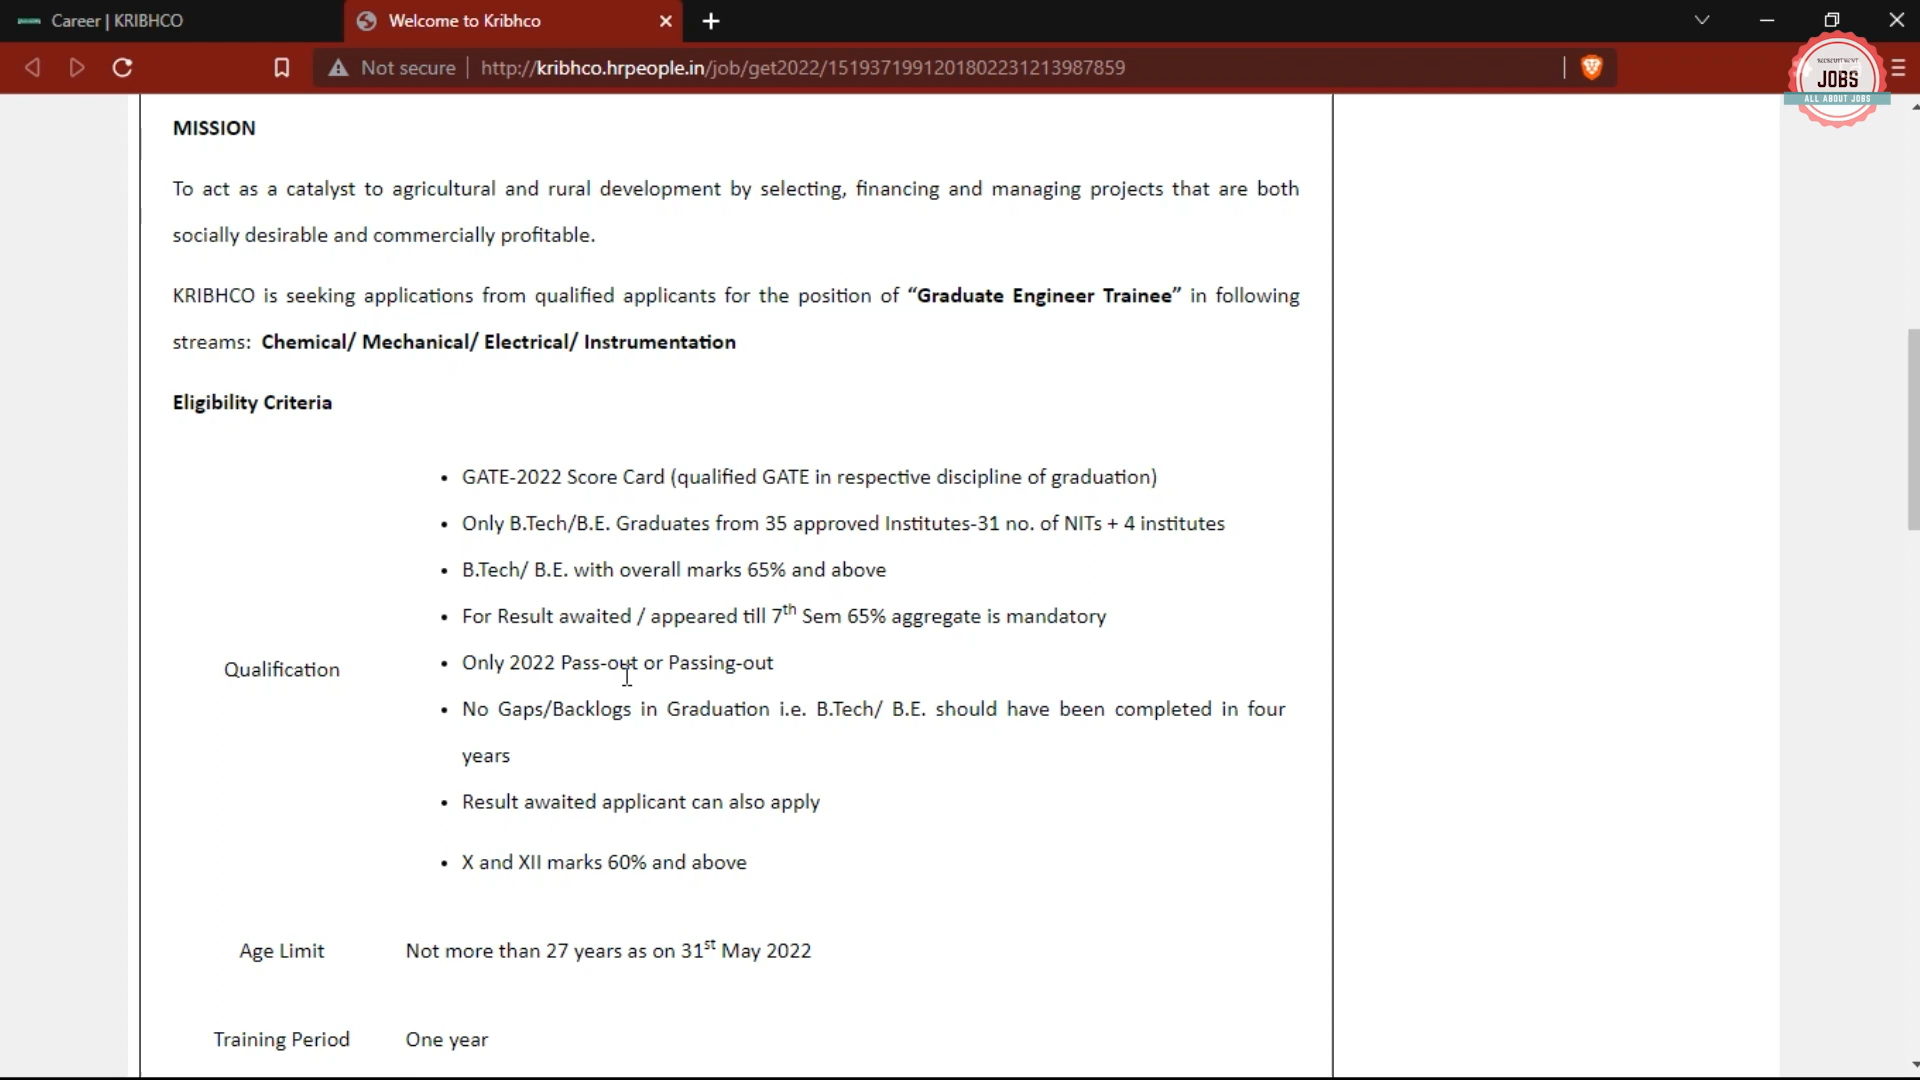 Career | KRIBHCO
Welcome to Kribhco
Not secure
http://kribhco.hrpeople.in/job/get2022/1519371991201802231213987859
RECRUITMENT
JOBS
ALL ABOUT JOBS
MISSION
To act as a catalyst to agricultural and rural development by selecting, financing and managing projects that are both
socially desirable and commercially profitable.
KRIBHCO is seeking applications from qualified applicants for the position of “Graduate Engineer Trainee” in following
streams: Chemical/ Mechanical/ Electrical/ Instrumentation
Eligibility Criteria
Qualification
• GATE-2022 Score Card (qualified GATE in respective discipline of graduation)
• Only B.Tech/B.E. Graduates from 35 approved Institutes-31 no. of NITs + 4 institutes
• B.Tech/ B.E. with overall marks 65% and above
• For Result awaited / appeared till 7th Sem 65% aggregate is mandatory
• Only 2022 Pass-out or Passing-out
• No Gaps/Backlogs in Graduation i.e. B.Tech/ B.E. should have been completed in four
years
• Result awaited applicant can also apply
• X and XII marks 60% and above
Age Limit Not more than 27 years as on 31st May 2022
Training Period One year